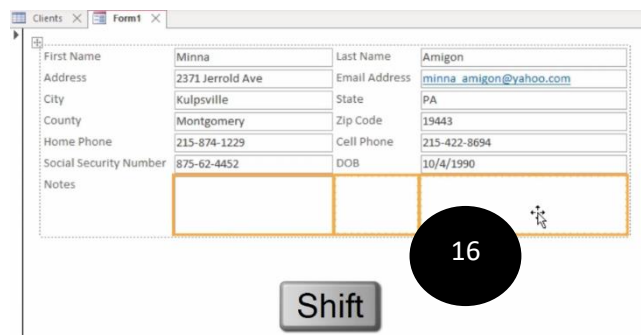 Clients Form1
First Name Minna Last Name Amigon
Address 2371 Jerrold Ave Email Address minna_amigon@yahoo.com
City Kulpsville State PA
County Montgomery Zip Code 19443
Home Phone 215-874-1229 Cell Phone 215-422-8694
Social Security Number 875-62-4452 DOB 10/4/1990
Notes
16
Shift